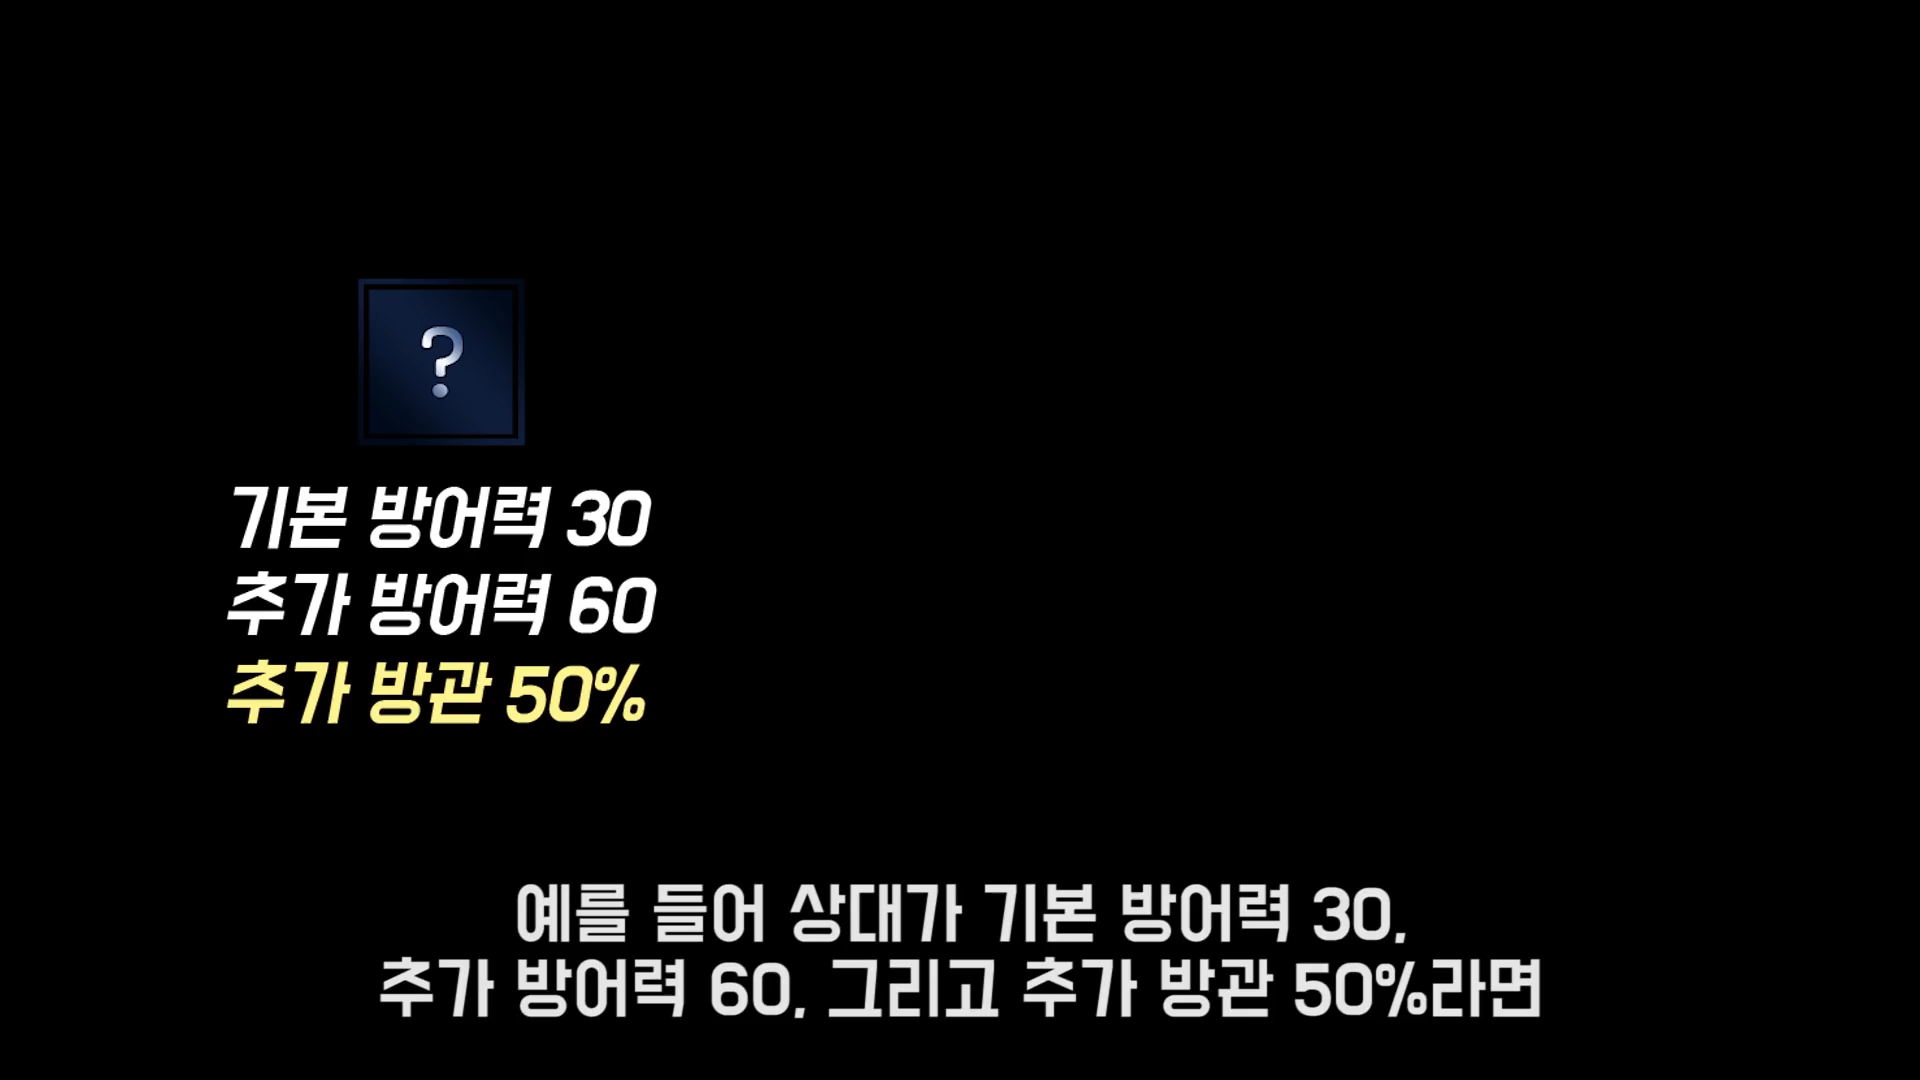 ?
기본 방어력 30
추가 방어력 60
추가 방관 50%
예를 들어 상대가 기본 방어력 30,
추가 방어력 60, 그리고 추가 방관 50%라면